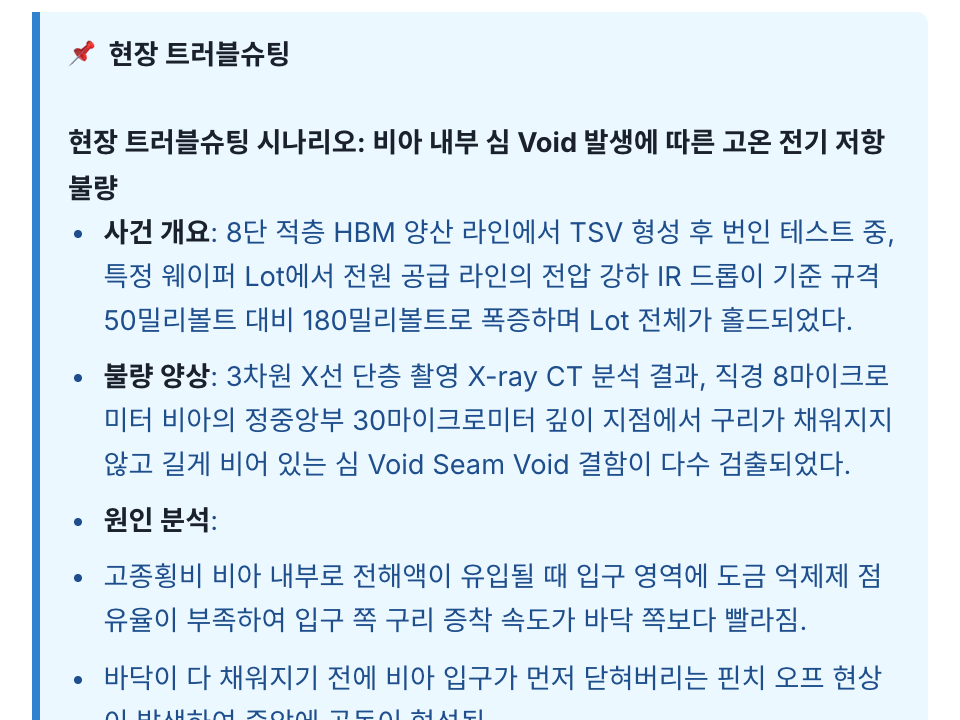 📌 현장 트러블슈팅
현장 트러블슈팅 시나리오: 비아 내부 심 Void 발생에 따른 고온 전기 저항
불량
• 사건 개요: 8단 적층 HBM 양산 라인에서 TSV 형성 후 번인 테스트 중,
특정 웨이퍼 Lot에서 전원 공급 라인의 전압 강하 IR 드롭이 기준 규격
50밀리볼트 대비 180밀리볼트로 폭증하며 Lot 전체가 홀드되었다.
• 불량 양상: 3차원 X선 단층 촬영 X-ray CT 분석 결과, 직경 8마이크로
미터 비아의 정중앙부 30마이크로미터 깊이 지점에서 구리가 채워지지
않고 길게 비어 있는 심 Void Seam Void 결함이 다수 검출되었다.
• 원인 분석:
• 고종횡비 비아 내부로 전해액이 유입될 때 입구 영역에 도금 억제제 점
유율이 부족하여 입구 쪽 구리 증착 속도가 바닥 쪽보다 빨라짐.
• 바닥이 다 채워지기 전에 비아 입구가 먼저 닫혀버리는 핀치 오프 현상
이 발생하여 중앙에 공동이 형성됨